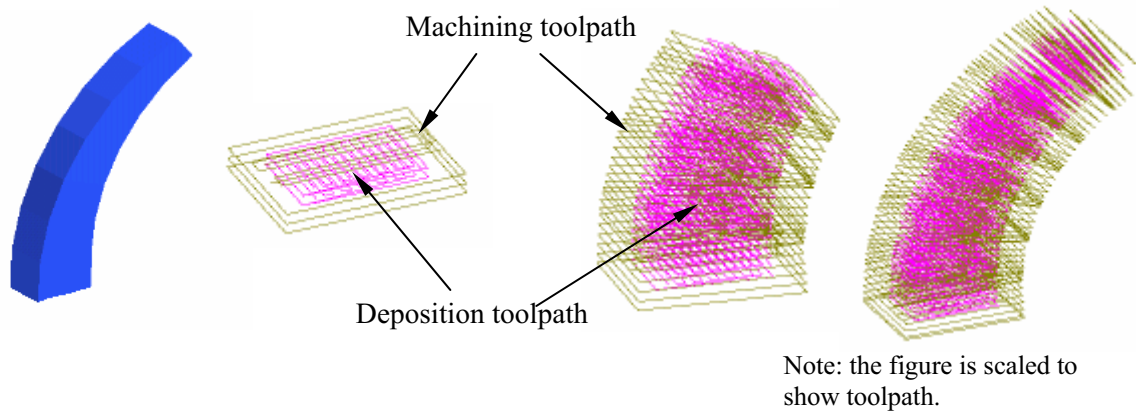 Machining toolpath
Deposition toolpath
Note: the figure is scaled to
show toolpath.